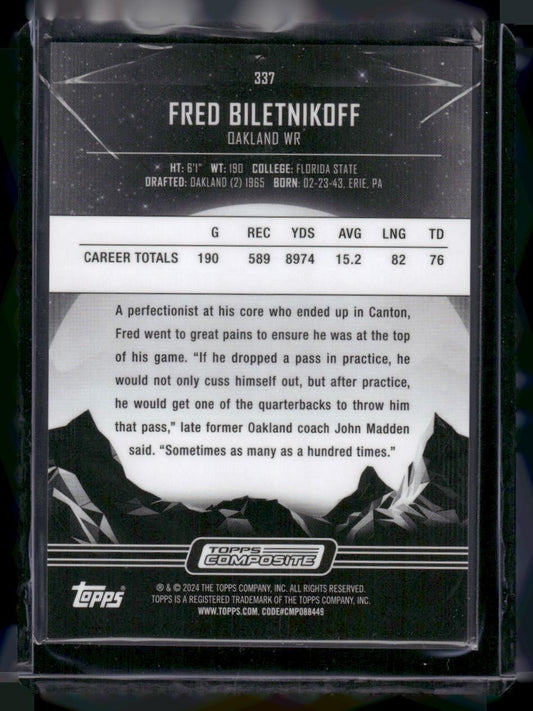 337
FRED BILETNIKOFF
OAKLAND WR
HT: 6'1" WT: 190 COLLEGE: FLORIDA STATE
DRAFTED: OAKLAND (2) 1965 BORN: 02-23-43, ERIE, PA
G REC YDS AVG LNG TD
CAREER TOTALS 190 589 8974 15.2 82 76
A perfectionist at his core who ended up in Canton,
Fred went to great pains to ensure he was at the top
of his game. “If he dropped a pass in practice, he
would not only cuss himself out, but after practice,
he would get one of the quarterbacks to throw him
that pass,” late former Oakland coach John Madden
said. “Sometimes as many as a hundred times.”
TOPPS
COMPOSITE
TOPPS
® & © 2024 THE TOPPS COMPANY, INC. ALL RIGHTS RESERVED.
TOPPS IS A REGISTERED TRADEMARK OF THE TOPPS COMPANY, INC.
WWW.TOPPS.COM. CODE#CMP088449